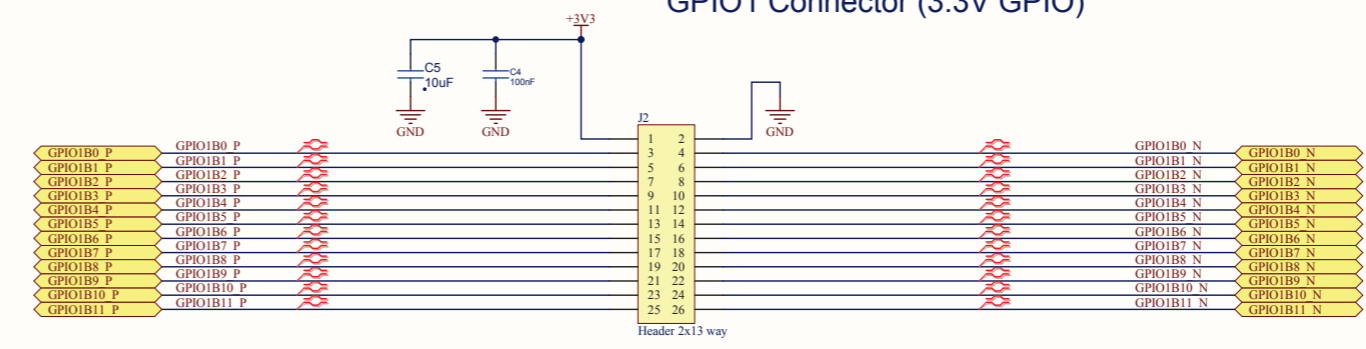 GPIO1 Connector (3.3V GPIO)
+3V3
C5
10uF
C4
100nF
GND
GND
GND
J2
1 2
GPIO1B0_P GPIO1B0_P 3 4 GPIO1B0_N GPIO1B0_N
GPIO1B1_P GPIO1B1_P 5 6 GPIO1B1_N GPIO1B1_N
GPIO1B2_P GPIO1B2_P 7 8 GPIO1B2_N GPIO1B2_N
GPIO1B3_P GPIO1B3_P 9 10 GPIO1B3_N GPIO1B3_N
GPIO1B4_P GPIO1B4_P 11 12 GPIO1B4_N GPIO1B4_N
GPIO1B5_P GPIO1B5_P 13 14 GPIO1B5_N GPIO1B5_N
GPIO1B6_P GPIO1B6_P 15 16 GPIO1B6_N GPIO1B6_N
GPIO1B7_P GPIO1B7_P 17 18 GPIO1B7_N GPIO1B7_N
GPIO1B8_P GPIO1B8_P 19 20 GPIO1B8_N GPIO1B8_N
GPIO1B9_P GPIO1B9_P 21 22 GPIO1B9_N GPIO1B9_N
GPIO1B10_P GPIO1B10_P 23 24 GPIO1B10_N GPIO1B10_N
GPIO1B11_P GPIO1B11_P 25 26 GPIO1B11_N GPIO1B11_N
Header 2x13 way